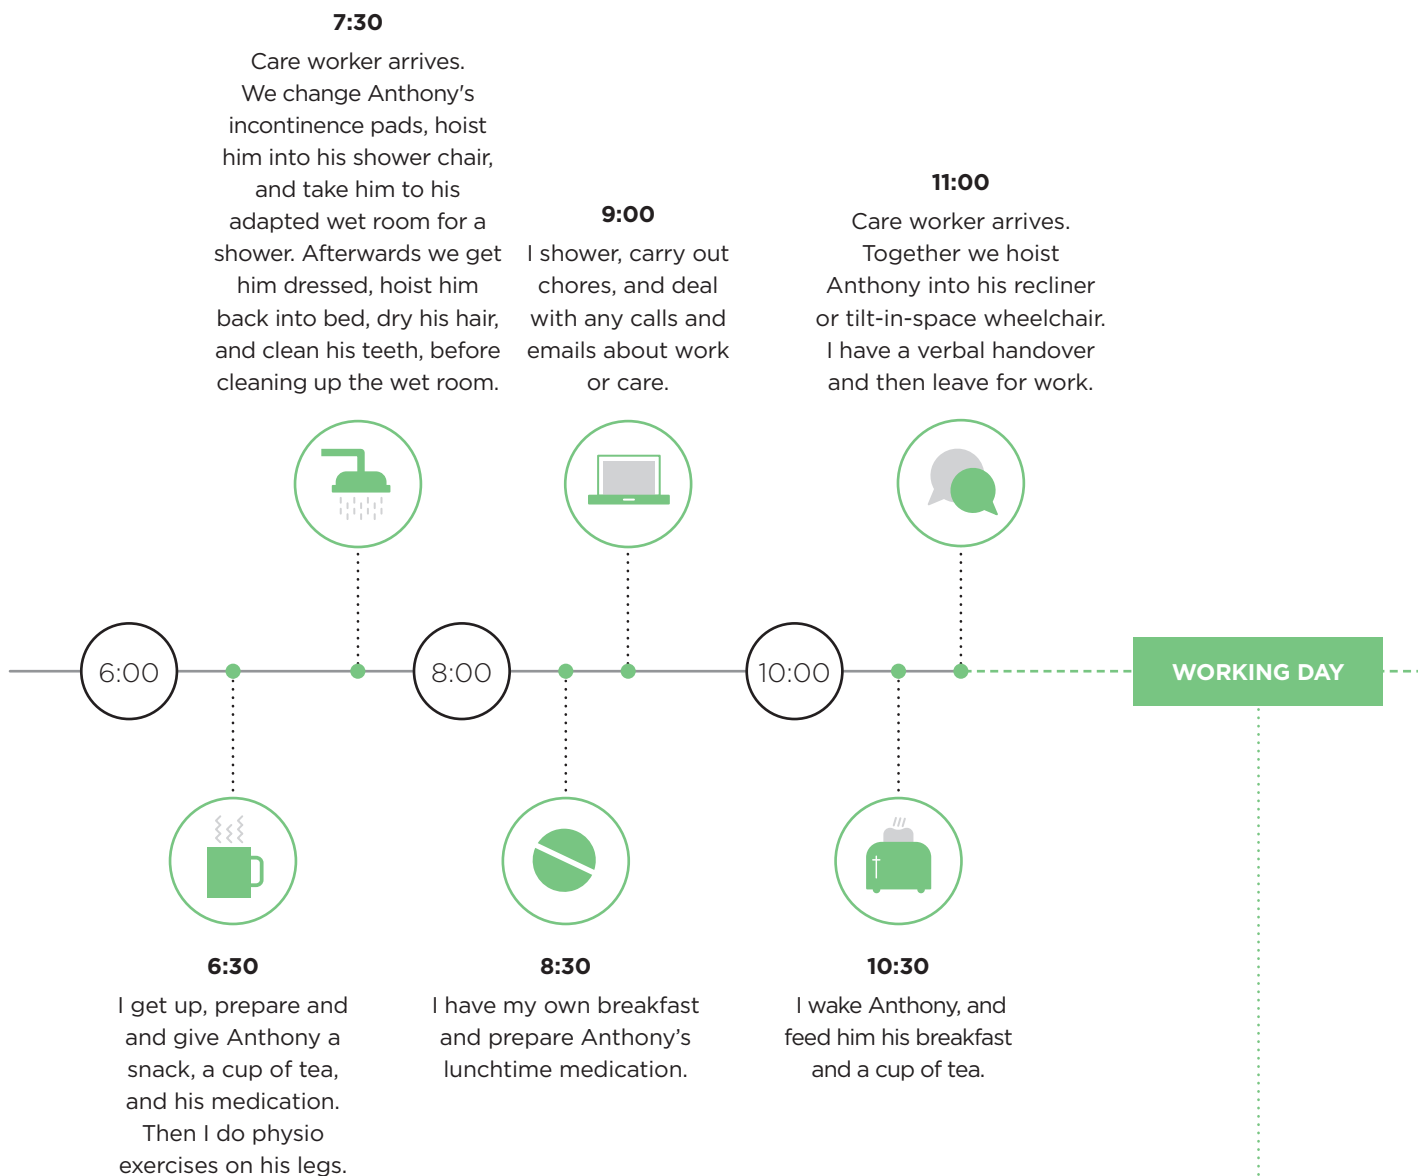 7:30
Care worker arrives.
We change Anthony's
incontinence pads, hoist
him into his shower chair,
and take him to his
adapted wet room for a
shower. Afterwards we get
him dressed, hoist him
back into bed, dry his hair,
and clean his teeth, before
cleaning up the wet room.
9:00
I shower, carry out
chores, and deal
with any calls and
emails about work
or care.
11:00
Care worker arrives.
Together we hoist
Anthony into his recliner
or tilt-in-space wheelchair.
I have a verbal handover
and then leave for work.
6:00
8:00
10:00
WORKING DAY
6:30
I get up, prepare and
and give Anthony a
snack, a cup of tea,
and his medication.
Then I do physio
exercises on his legs.
8:30
I have my own breakfast
and prepare Anthony’s
lunchtime medication.
10:30
I wake Anthony, and
feed him his breakfast
and a cup of tea.